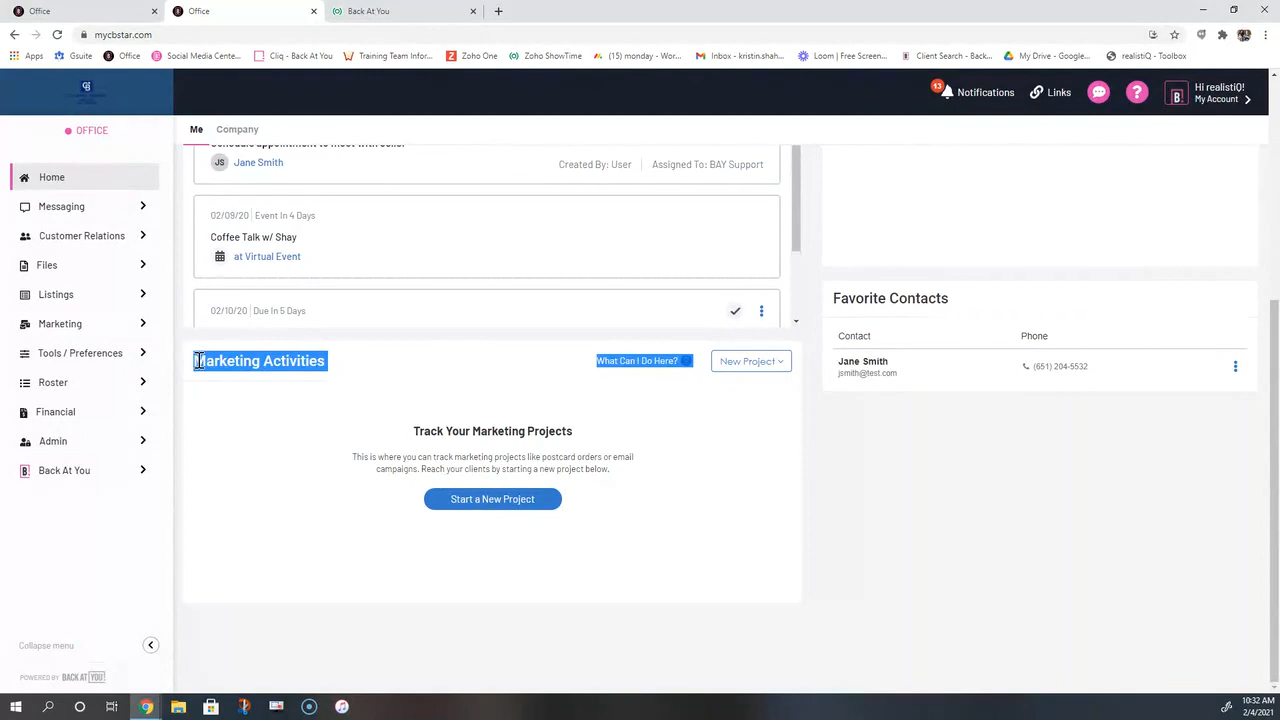 Office
Office
Back At You
mycbstar.com
Apps
Gsuite
Office
Social Media Cente...
Cliq - Back At You
Training Team Infor...
Zoho One
Zoho ShowTime
(15) monday - Wor...
Inbox - kristin.shah...
Loom | Free Screen...
Client Search - Back...
My Drive - Google...
realistiQ - Toolbox
13
Notifications
Links
Hi realistiQ!
My Account
OFFICE
Me
Company
Home
Messaging
Customer Relations
Files
Listings
Marketing
Tools / Preferences
Roster
Financial
Admin
Back At You
Collapse menu
POWERED BY BACK AT YOU!
Schedule appointment to meet with seller
JS
Jane Smith
Created By: User
Assigned To: BAY Support
02/09/20 | Event In 4 Days
Coffee Talk w/ Shay
at Virtual Event
02/10/20 | Due In 5 Days
Marketing Activities
What Can I Do Here?
New Project
Track Your Marketing Projects
This is where you can track marketing projects like postcard orders or email
campaigns. Reach your clients by starting a new project below.
Start a New Project
Favorite Contacts
Contact
Phone
Jane Smith
jsmith@test.com
(651) 204-5532
10:32 AM
2/4/2021